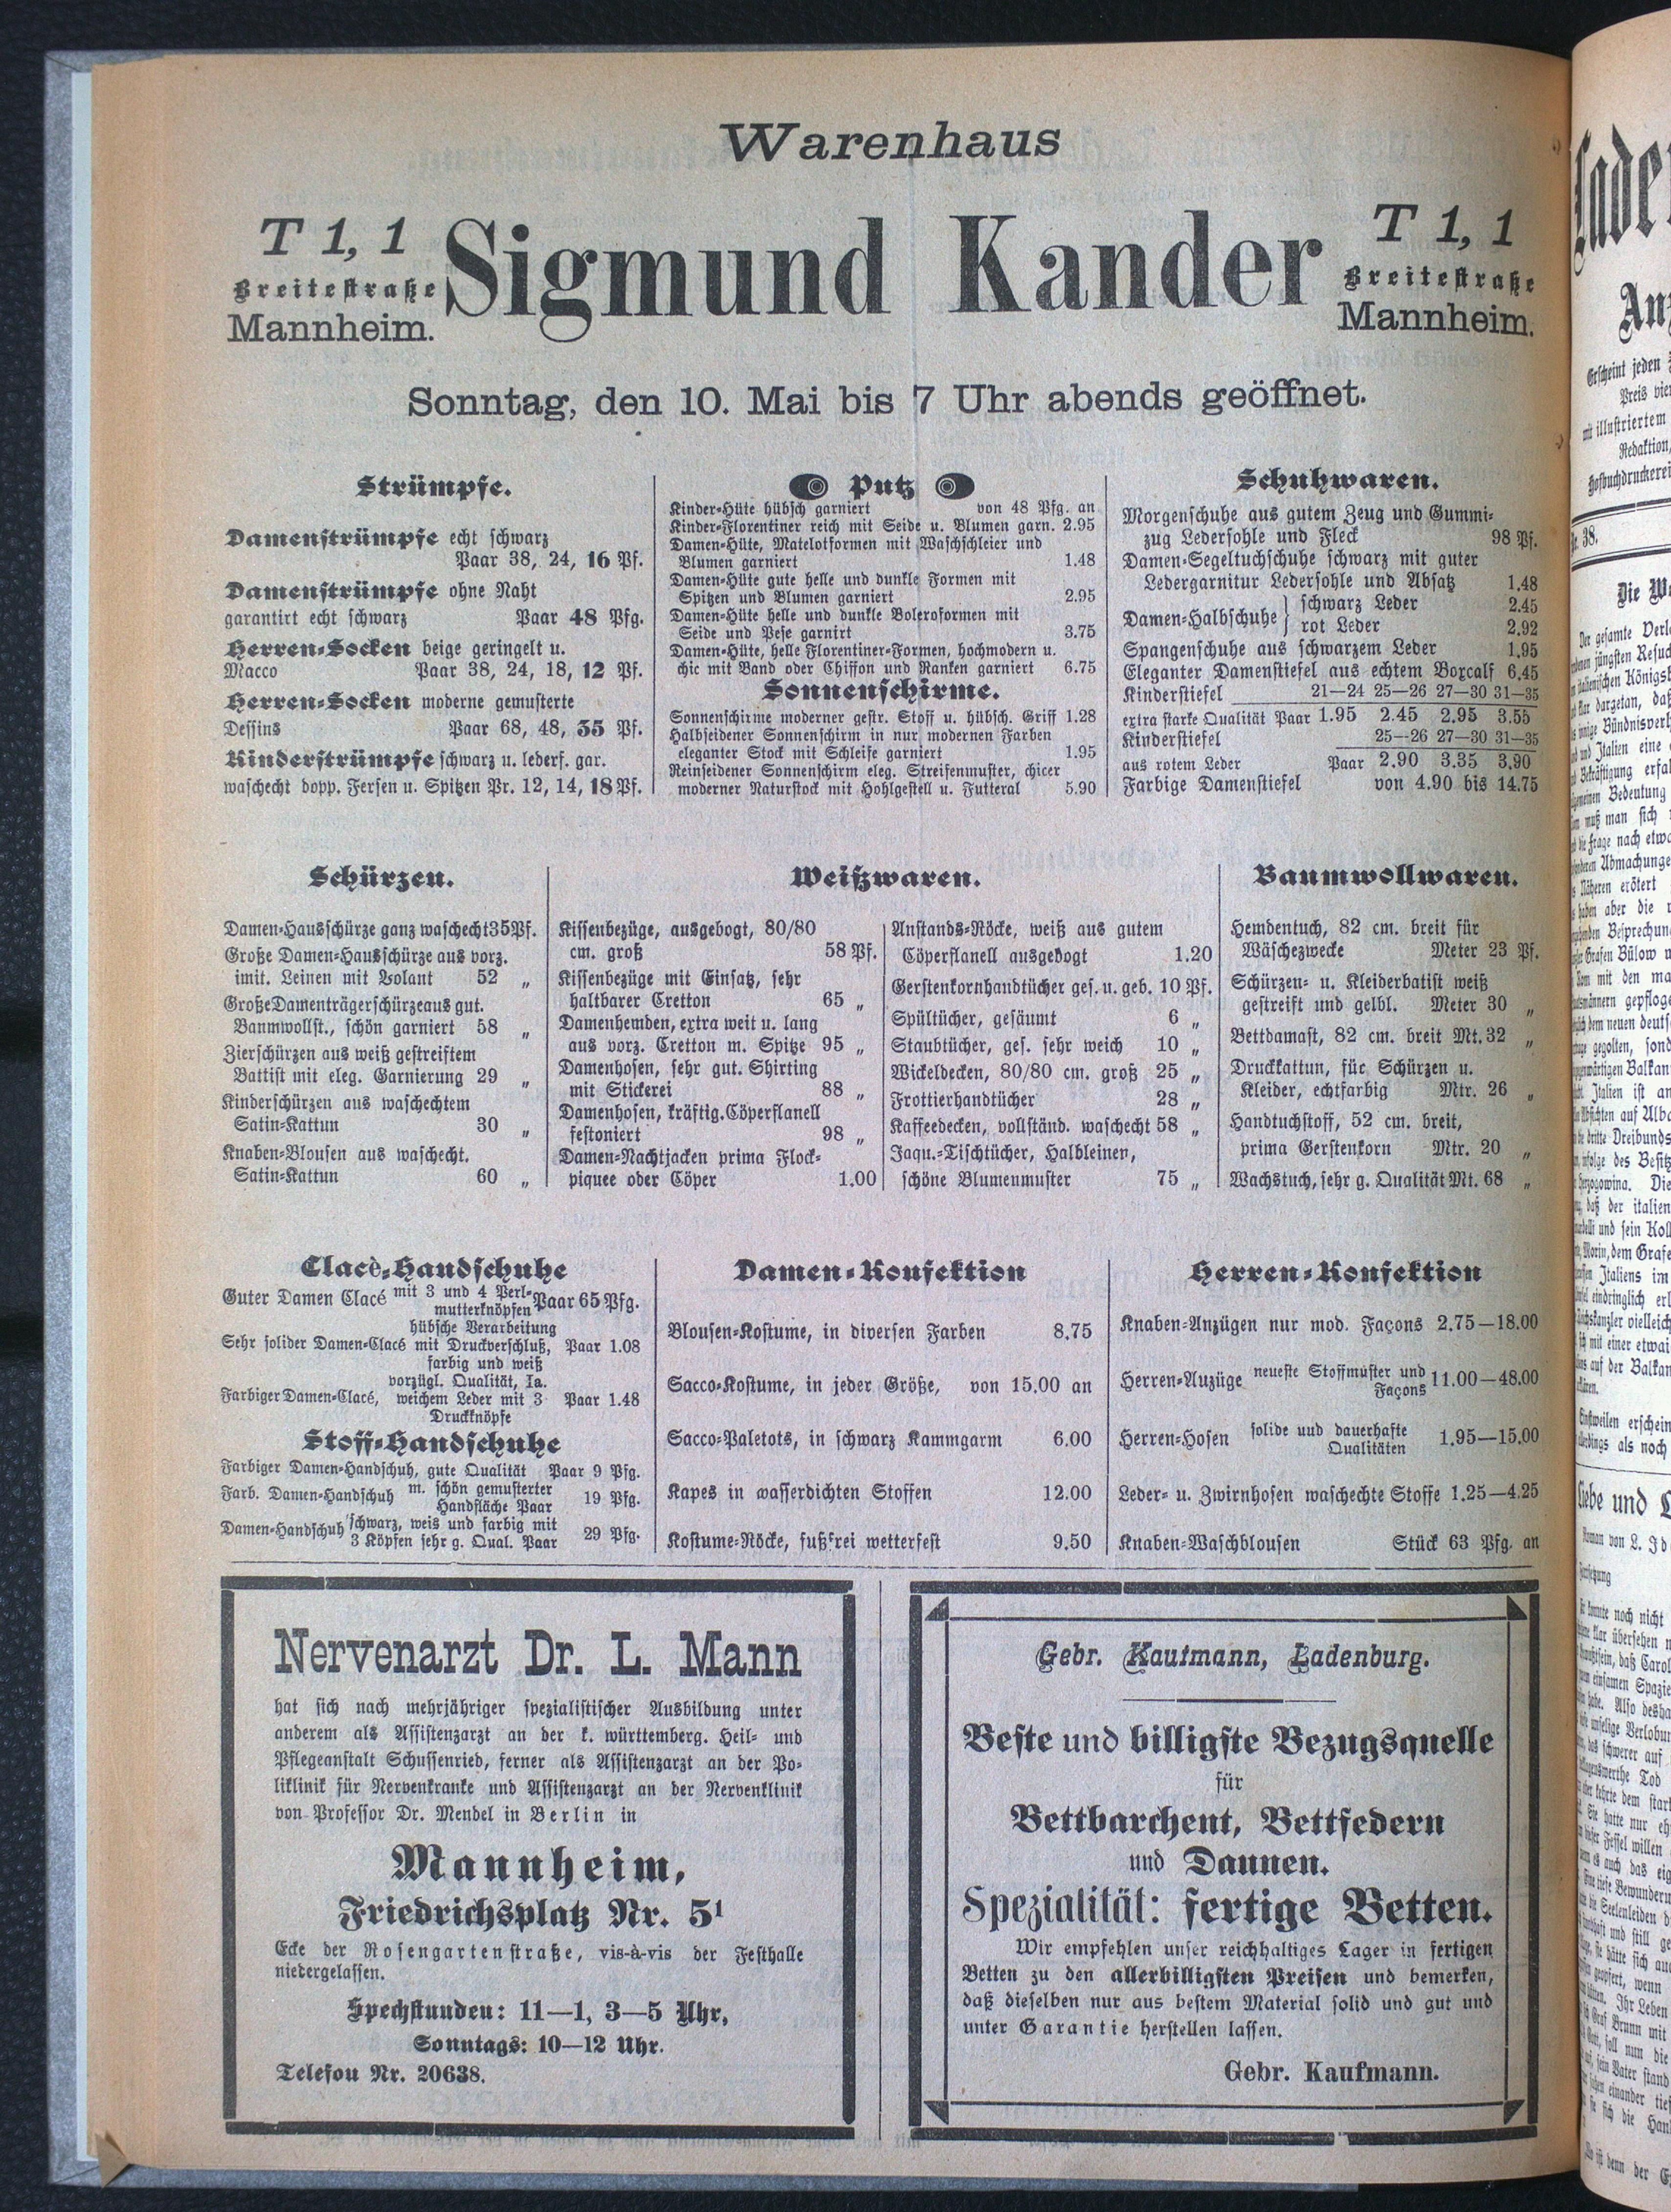 Warenhaus
T 1, 1
Breitestraße
Mannheim.
Sigmund Kander
T 1, 1
Breitestraße
Mannheim.
Sonntag, den 10. Mai bis 7 Uhr abends geöffnet.
Strümpfe.
Damenstrümpfe echt schwarz
Paar 38, 24, 16 Pf.
Damenstrümpfe ohne Naht
garantirt echt schwarz Paar 48 Pfg.
Herren-Socken beige geringelt u.
Macco Paar 38, 24, 18, 12 Pf.
Herren-Socken moderne gemusterte
Dessins Paar 68, 48, 35 Pf.
Kinderstrümpfe schwarz u. lederf. gar.
waschecht dopp. Fersen u. Spitzen Pr. 12, 14, 18 Pf.
Putz
Kinder-Hüte hübsch garniert von 48 Pfg. an
Kinder-Florentiner reich mit Seide u. Blumen garn. 2.95
Damen-Hüte, Matelotformen mit Waschschleier und
Blumen garniert 1.48
Damen-Hüte gute helle und dunkle Formen mit
Spitzen und Blumen garniert 2.95
Damen-Hüte helle und dunkle Boleroformen mit
Seide und Pese garnirt 3.75
Damen-Hüte, helle Florentiner-Formen, hochmodern u.
chic mit Band oder Chiffon und Ranken garniert 6.75
Sonnenschirme.
Sonnenschirme moderner gestr. Stoff u. hübsch. Griff 1.28
Halbseidener Sonnenschirm in nur modernen Farben
eleganter Stock mit Schleife garniert 1.95
Reinseidener Sonnenschirm eleg. Streifenmuster, chicer
moderner Naturstock mit Hohlgestell u. Futteral 5.90
Schuhwaren.
Morgenschuhe aus gutem Zeug und Gummi-
zug Ledersohle und Fleck 98 Pf.
Damen-Segeltuchschuhe schwarz mit guter
Ledergarnitur Ledersohle und Absatz 1.48
Damen-Halbschuhe } schwarz Leder 2.45
rot Leder 2.92
Spangenschuhe aus schwarzem Leder 1.95
Eleganter Damenstiefel aus echtem Boxcalf 6.45
Kinderstiefel 21—24 25—26 27—30 31—35
extra starke Qualität Paar 1.95 2.45 2.95 3.55
Kinderstiefel 25—26 27—30 31—35
aus rotem Leder Paar 2.90 3.35 3.90
Farbige Damenstiefel von 4.90 bis 14.75
Schürzen.
Damen-Hausschürze ganz waschecht 35 Pf.
Große Damen-Hausschürze aus vorz.
imit. Leinen mit Volant 52 „
Große Damenträgerschürze aus gut.
Banmwollst., schön garniert 58 „
Zierschürzen aus weiß gestreiftem
Battist mit eleg. Garnierung 29 „
Kinderschürzen aus waschechtem
Satin-Kattun 30 „
Knaben-Blousen aus waschecht.
Satin-Kattun 60 „
Weißwaren.
Kissenbezüge, ausgebogt, 80/80
cm. groß 58 Pf.
Kissenbezüge mit Einsatz, sehr
haltbarer Cretton 65 „
Damenhemden, extra weit u. lang
aus vorz. Cretton m. Spitze 95 „
Damenhosen, sehr gut. Shirting
mit Stickerei 88 „
Damenhosen, kräftig. Cöperflanell
festoniert 98 „
Damen-Nachtjacken prima Flock-
piquee oder Cöper 1.00
Anstands-Röcke, weiß aus gutem
Cöperflanell ausgebogt 1.20
Gerstenkornhandtücher ges. u. geb. 10 Pf.
Spültücher, gesäumt 6 „
Staubtücher, ges. sehr weich 10 „
Wickeldecken, 80/80 cm. groß 25 „
Frottierhandtücher 28 „
Kaffeedecken, vollständ. waschecht 58 „
Jaqu.-Tischtücher, Halbleinen,
schöne Blumenmuster 75 „
Baumwollwaren.
Hemdentuch, 82 cm. breit für
Wäschezwecke Meter 23 Pf.
Schürzen- u. Kleiderbatist weiß
gestreift und gelbl. Meter 30 „
Bettdamast, 82 cm. breit Mt. 32 „
Druckkattun, für Schürzen u.
Kleider, echtfarbig Mtr. 26 „
Handtuchstoff, 52 cm. breit,
prima Gerstenkorn Mtr. 20 „
Wachstuch, sehr g. Qualität Mt. 68 „
Clacè-Handschuhe
Guter Damen Clacé mit 3 und 4 Perl-
mutterknöpfen Paar 65 Pfg.
hübsche Verarbeitung
Sehr solider Damen-Clacé mit Druckverschluß, Paar 1.08
farbig und weiß
vorzügl. Qualität, Ia.
Farbiger Damen-Clacé, weichem Leder mit 3 Paar 1.48
Druckknöpfe
Stoff-Handschuhe
Farbiger Damen-Handschuh, gute Qualität Paar 9 Pfg.
Farb. Damen-Handschuh m. schön gemusterter
Handfläche Paar 19 Pfg.
Damen-Handschuh schwarz, weis und farbig mit
3 Köpfen sehr g. Qual. Paar 29 Pfg.
Damen-Konfektion
Blousen-Kostume, in diversen Farben 8.75
Sacco-Kostume, in jeder Größe, von 15.00 an
Sacco-Paletots, in schwarz Kammgarm 6.00
Kapes in wasserdichten Stoffen 12.00
Kostume-Röcke, fußfrei wetterfest 9.50
Herren-Konfektion
Knaben-Anzügen nur mod. Façons 2.75—18.00
Herren-Auzüge neueste Stoffmuster und
Façons 11.00—48.00
Herren-Hosen solide uud dauerhafte
Qualitäten 1.95—15.00
Leder- u. Zwirnhosen waschechte Stoffe 1.25—4.25
Knaben-Waschblousen Stück 63 Pfg. an
Nervenarzt Dr. L. Mann
hat sich nach mehrjähriger spezialistischer Ausbildung unter
anderem als Assistenzarzt an der k. württemberg. Heil- und
Pflegeanstalt Schussenried, ferner als Assistenzarzt an der Po-
liklinik für Nervenkranke und Assistenzarzt an der Nervenklinik
von Professor Dr. Mendel in Berlin in
Mannheim,
Friedrichsplatz Nr. 5¹
Ecke der Rosengartenstraße, vis-à-vis der Festhalle
niedergelassen.
Spechstunden: 11—1, 3—5 Uhr,
Sonntags: 10—12 Uhr.
Telefou Nr. 20638.
Gebr. Kaufmann, Ladenburg.
Beste und billigste Bezugsquelle
für
Bettbarchent, Bettfedern
und Daunen.
Spezialität: fertige Betten.
Wir empfehlen unser reichhaltiges Lager in fertigen
Betten zu den allerbilligsten Preisen und bemerken,
daß dieselben nur aus bestem Material solid und gut und
unter Garantie herstellen lassen.
Gebr. Kaufmann.